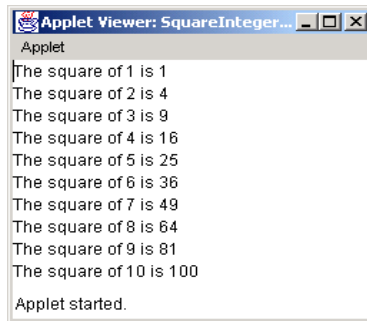 Applet Viewer: SquareInteger...
Applet
The square of 1 is 1
The square of 2 is 4
The square of 3 is 9
The square of 4 is 16
The square of 5 is 25
The square of 6 is 36
The square of 7 is 49
The square of 8 is 64
The square of 9 is 81
The square of 10 is 100
Applet started.